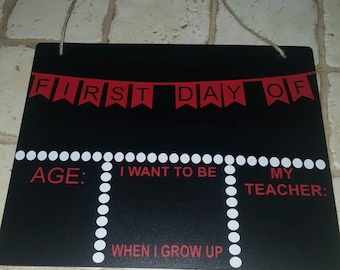 FIRST DAY OF
AGE:
I WANT TO BE
WHEN I GROW UP
MY
TEACHER: